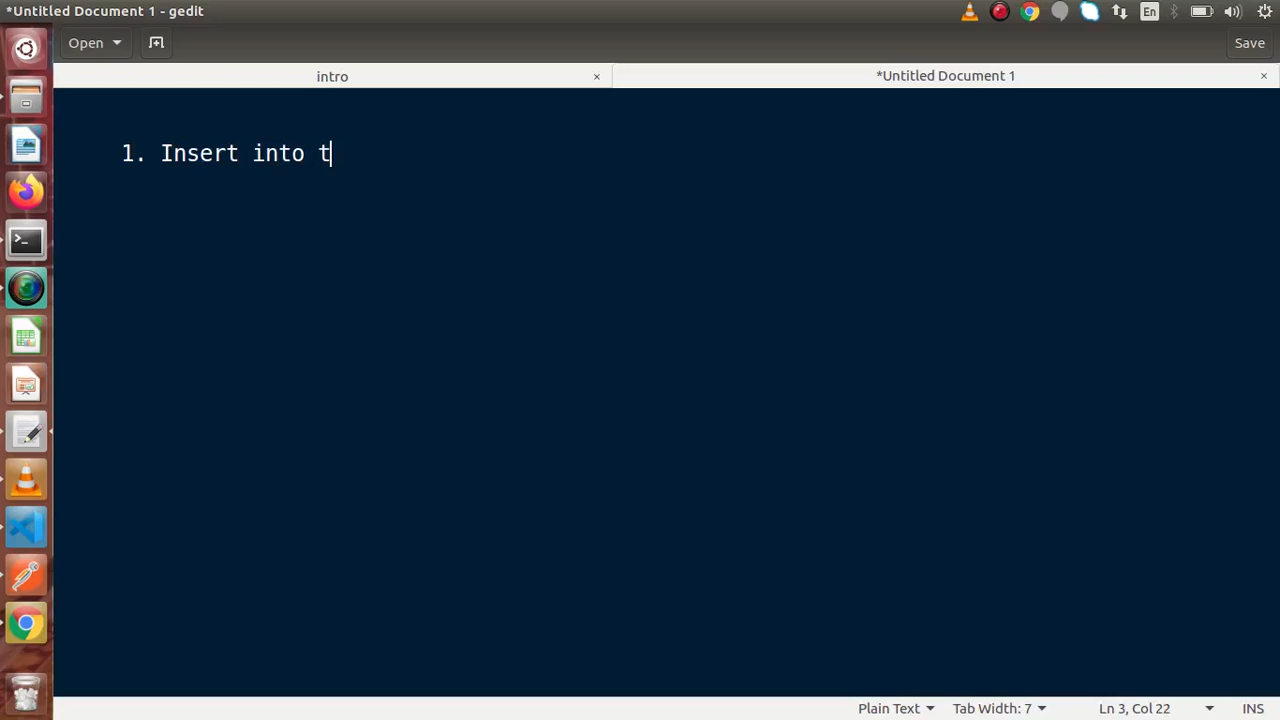 *Untitled Document 1 - gedit
En
Open
Save
intro
*Untitled Document 1
1. Insert into t
Plain Text
Tab Width: 7
Ln 3, Col 22
INS